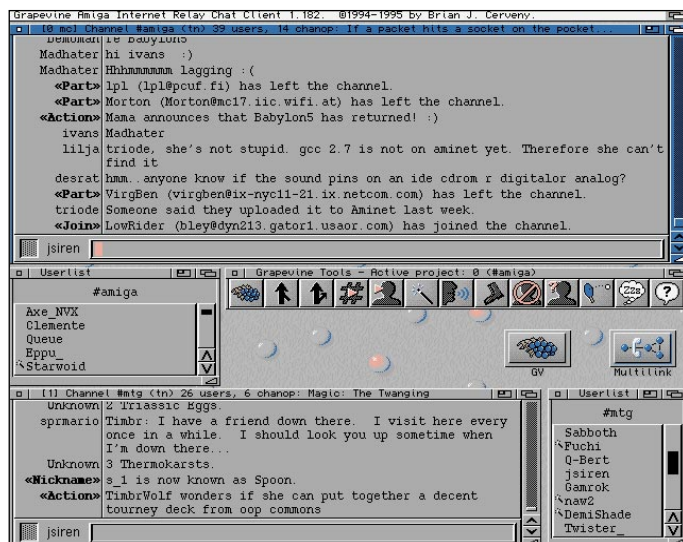 Grapevine Amiga Internet Relay Chat Client 1.182. ©1994-1995 by Brian J. Cerveny.
[0 mc] Channel #amiga (tn) 39 users, 14 chanop: If a packet hits a socket on the pocket...
Demoman re Babylon5
Madhater hi ivans :)
Madhater Hhhmmmmmm lagging :(
«Part» lpl (lpl@pcuf.fi) has left the channel.
«Part» Morton (Morton@mc17.iic.wifi.at) has left the channel.
«Action» Mama announces that Babylon5 has returned! :)
ivans Madhater
lilja triode, she's not stupid. gcc 2.7 is not on aminet yet. Therefore she can't
find it
desrat hmm..anyone know if the sound pins on an ide cdrom r digitalor analog?
«Part» VirgBen (virgben@ix-nyc11-21.ix.netcom.com) has left the channel.
triode Someone said they uploaded it to Aminet last week.
«Join» LowRider (bley@dyn213.gator1.usaor.com) has joined the channel.
jsiren
Userlist
#amiga
Axe_NVX
Clemente
Queue
Eppu_
Starwoid
Grapevine Tools - Active project: 0 (#amiga)
Zzs
?
GV
Multilink
[1] Channel #mtg (tn) 26 users, 6 chanop: Magic: The Twanging
Unknown 2 Triassic Eggs.
sprmario Timbr: I have a friend down there. I visit here every
once in a while. I should look you up sometime when
I'm down there...
Unknown 3 Thermokarsts.
«Nickname» s_1 is now known as Spoon.
«Action» TimbrWolf wonders if she can put together a decent
tourney deck from oop commons
jsiren
Userlist
#mtg
Sabboth
Fuchi
Q-Bert
jsiren
Gamrok
naw2
DemiShade
Twister_